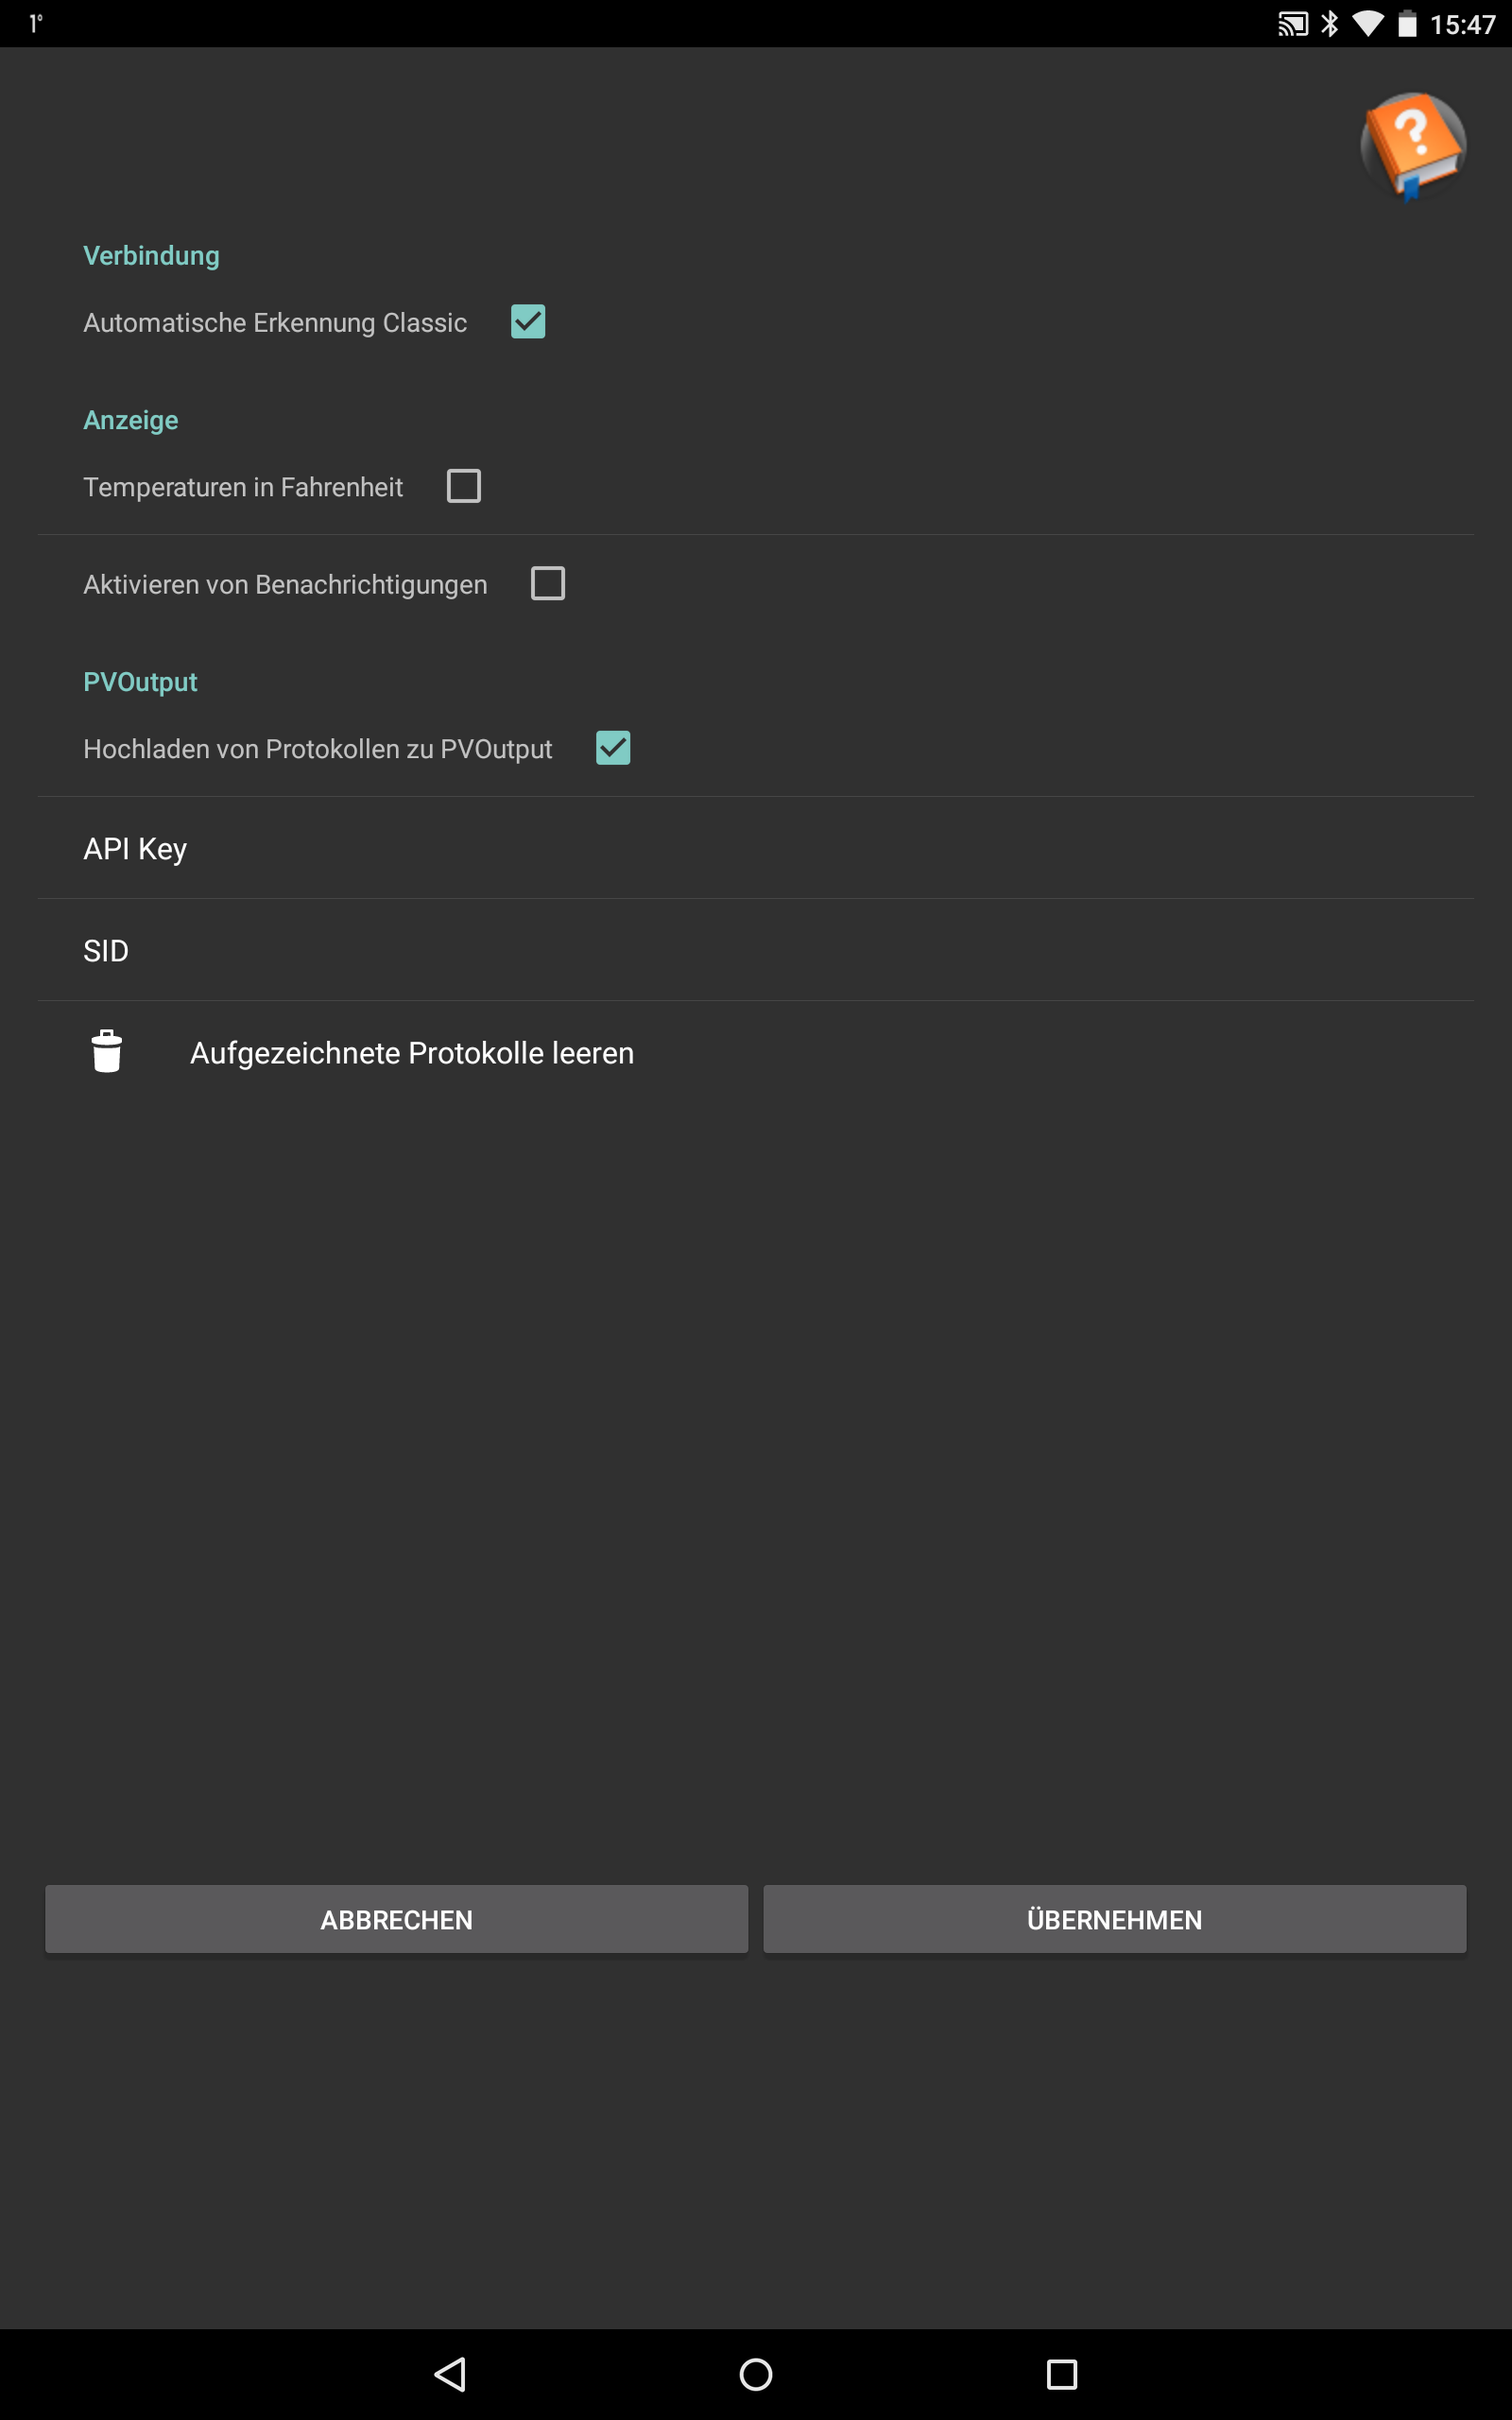 1°
15:47
?
Verbindung
Automatische Erkennung Classic
Anzeige
Temperaturen in Fahrenheit
Aktivieren von Benachrichtigungen
PVOutput
Hochladen von Protokollen zu PVOutput
API Key
SID
Aufgezeichnete Protokolle leeren
ABBRECHEN ÜBERNEHMEN